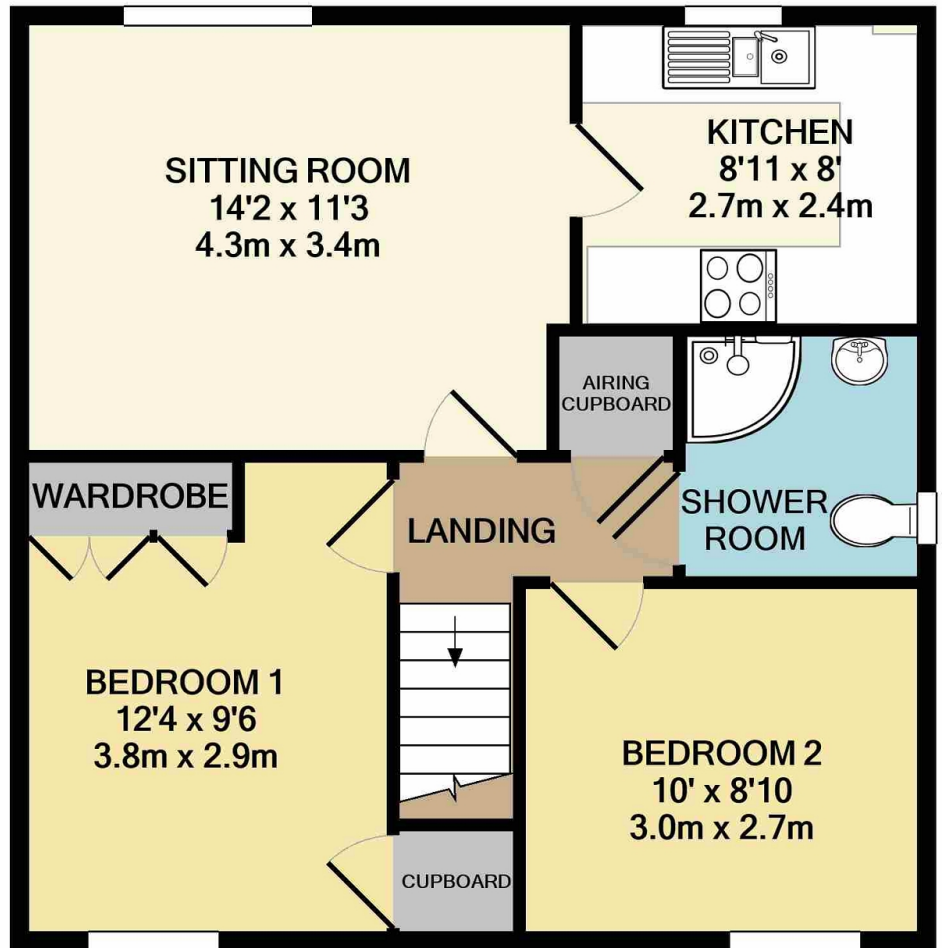 SITTING ROOM
14'2 x 11'3
4.3m x 3.4m
KITCHEN
8'11 x 8'
2.7m x 2.4m
AIRING
CUPBOARD
WARDROBE
LANDING
SHOWER
ROOM
BEDROOM 1
12'4 x 9'6
3.8m x 2.9m
BEDROOM 2
10' x 8'10
3.0m x 2.7m
CUPBOARD